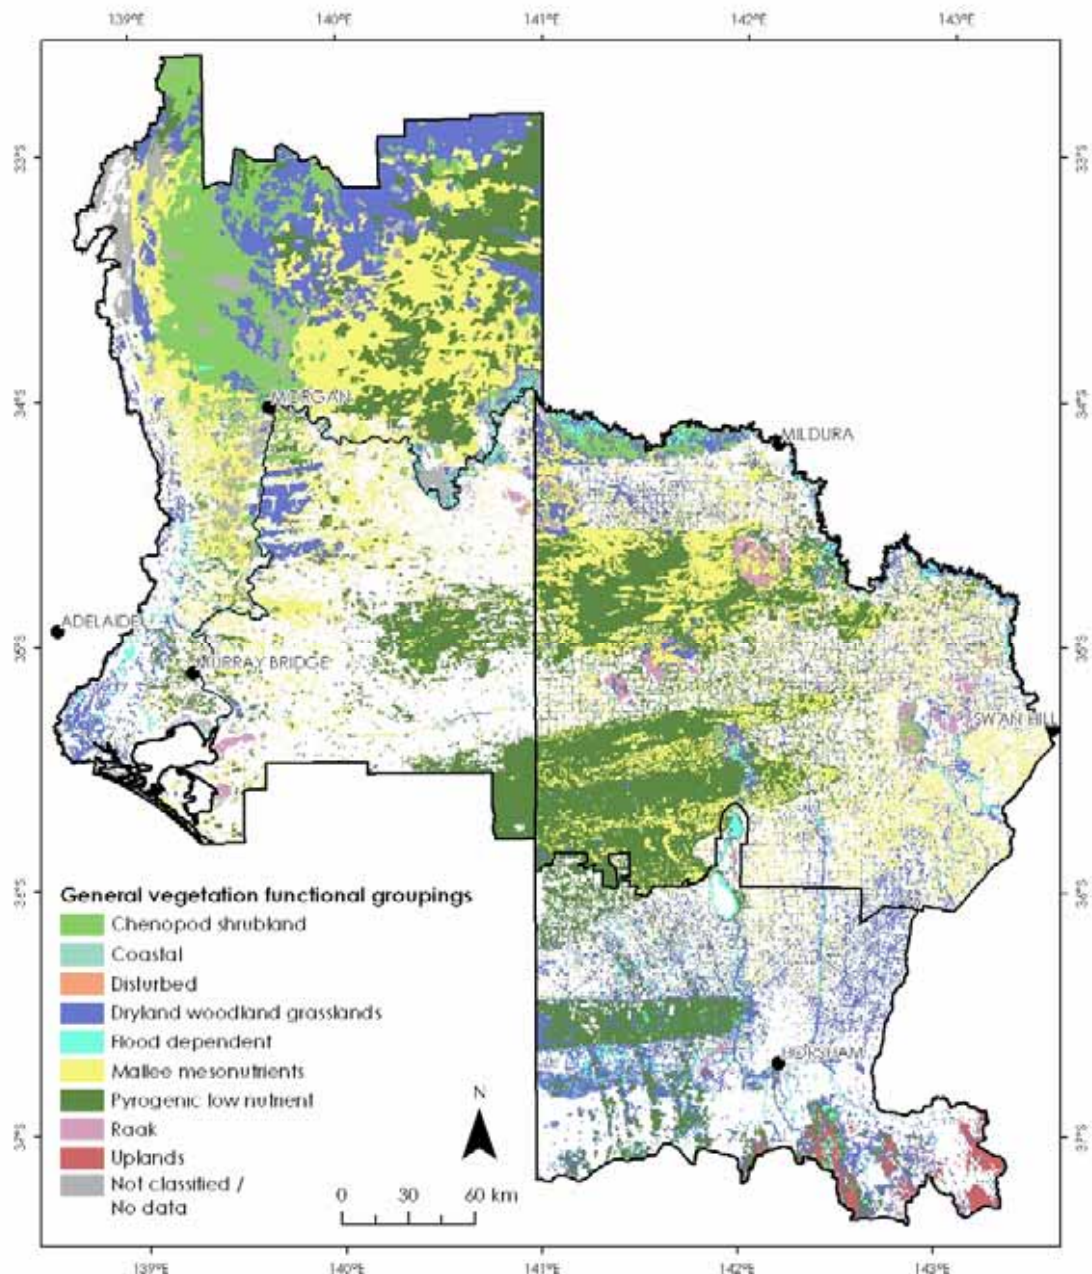 139°E 140°E 141°E 142°E 143°E
33°S 33°S
34°S 34°S
MORGAN
MILDURA
ADELAIDE
35°S 35°S
MURRAY BRIDGE
SWAN HILL
36°S 36°S
General vegetation functional groupings
Chenopod shrubland
Coastal
Disturbed
Dryland woodland grasslands
Flood dependent
Mallee mesonutrients
Pyrogenic low nutrient
Raak
Uplands
Not classified /
No data
N
0 30 60 km
HORSHAM
37°S 37°S
139°E 140°E 141°E 142°E 143°E